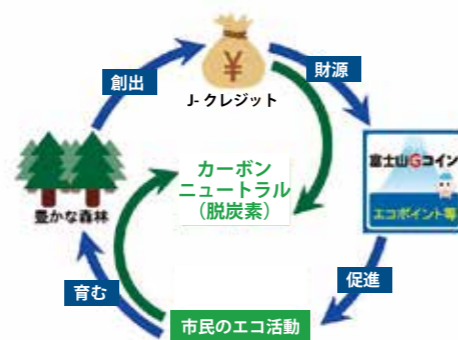 創出
¥
J-クレジット
財源
豊かな森林
カーボン
ニュートラル
（脱炭素）
富士山Gコイン
エコポイント等
育む
促進
市民のエコ活動